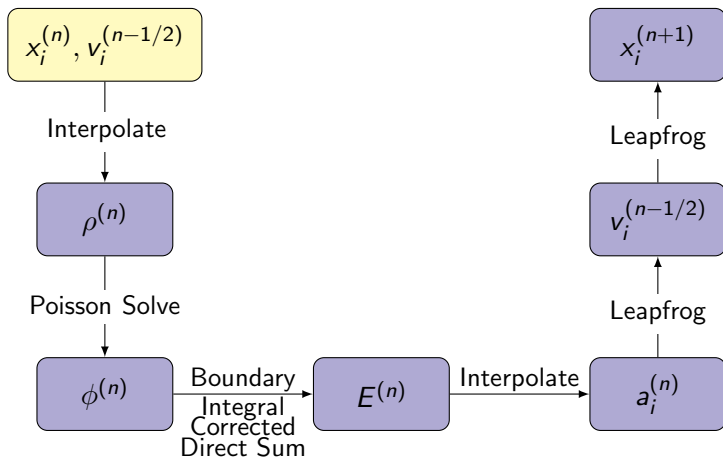 x_i^{(n)}, v_i^{(n-1/2)}
Interpolate
ρ^{(n)}
Poisson Solve
ϕ^{(n)}
Boundary
Integral
Corrected
Direct Sum
E^{(n)}
Interpolate
a_i^{(n)}
Leapfrog
v_i^{(n-1/2)}
Leapfrog
x_i^{(n+1)}